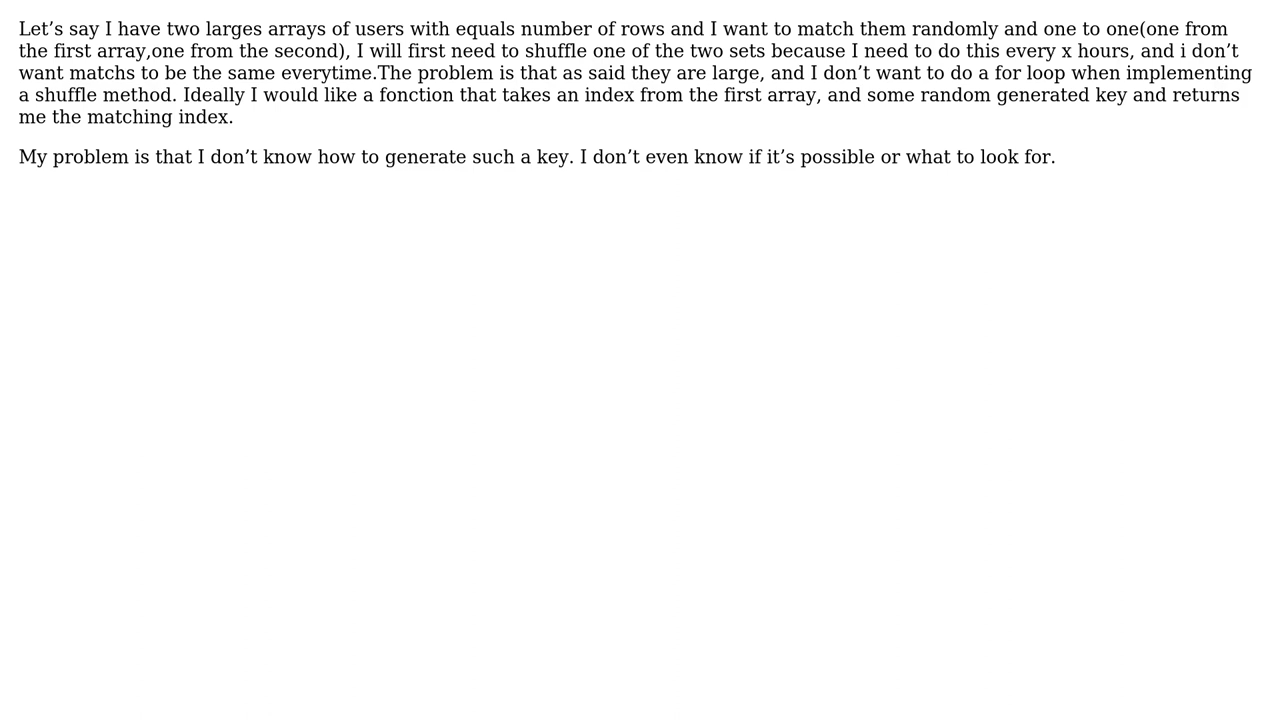 Let’s say I have two larges arrays of users with equals number of rows and I want to match them randomly and one to one(one from
the first array,one from the second), I will first need to shuffle one of the two sets because I need to do this every x hours, and i don’t
want matchs to be the same everytime.The problem is that as said they are large, and I don’t want to do a for loop when implementing
a shuffle method. Ideally I would like a fonction that takes an index from the first array, and some random generated key and returns
me the matching index.
My problem is that I don’t know how to generate such a key. I don’t even know if it’s possible or what to look for.